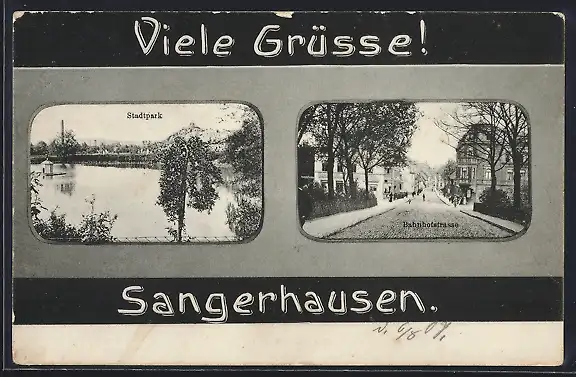 Viele Grüsse!
Stadtpark
Bahnhofstrasse
Sangerhausen.